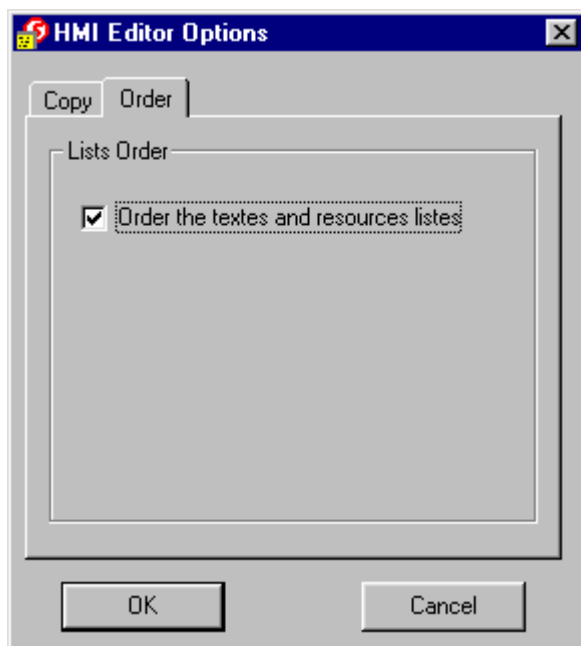 HMI Editor Options
Copy Order
Lists Order
Order the textes and resources listes
OK Cancel